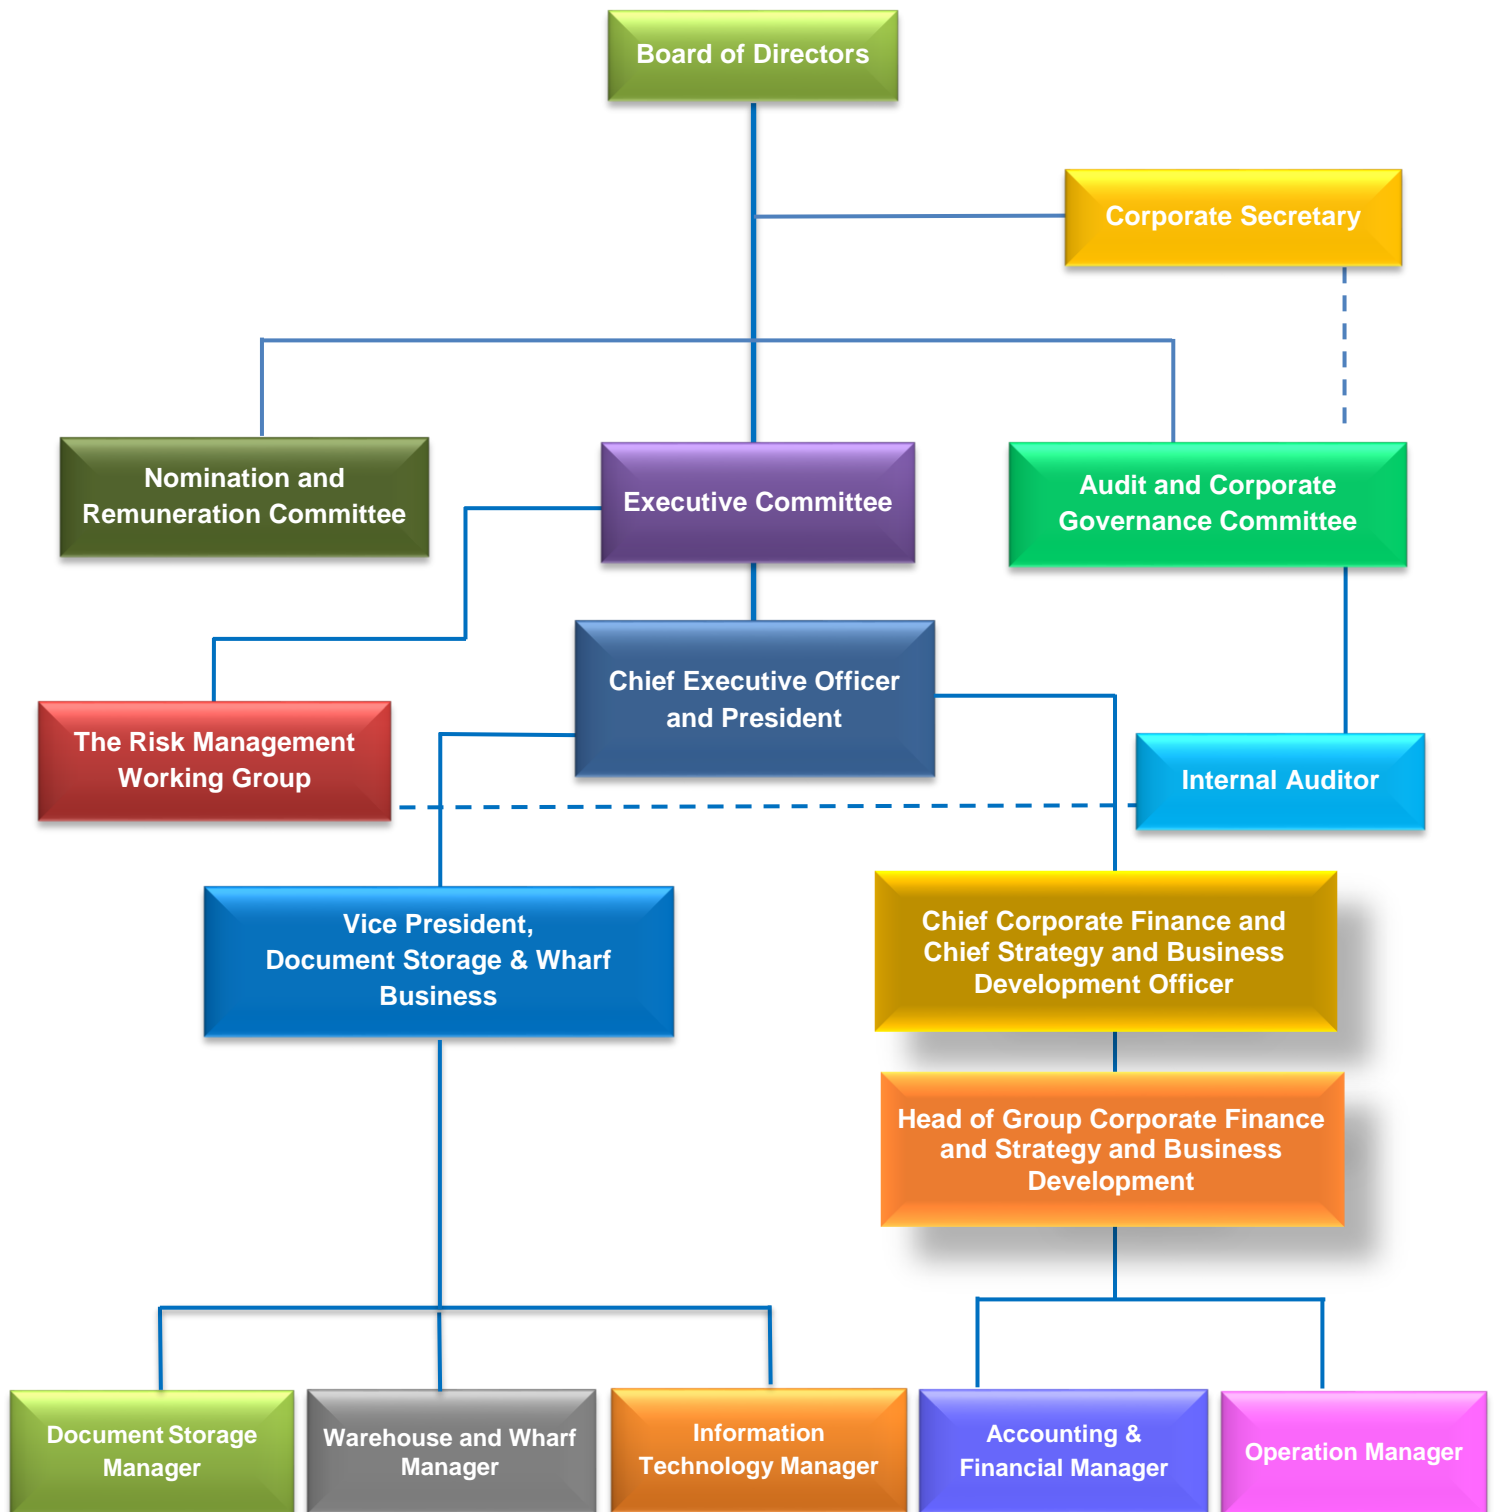 Board of Directors
Corporate Secretary
Nomination and
Remuneration Committee
Executive Committee
Audit and Corporate
Governance Committee
Chief Executive Officer
and President
The Risk Management
Working Group
Internal Auditor
Vice President,
Document Storage & Wharf
Business
Chief Corporate Finance and
Chief Strategy and Business
Development Officer
Head of Group Corporate Finance
and Strategy and Business
Development
Document Storage
Manager
Warehouse and Wharf
Manager
Information
Technology Manager
Accounting &
Financial Manager
Operation Manager